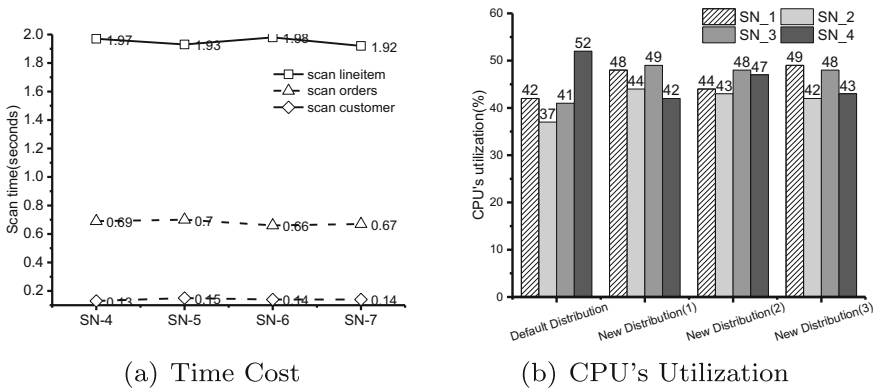 2.0
1.8
1.6
1.4
1.2
1.0
0.8
0.6
0.4
0.2
Scan time(seconds)
1.97
1.93
1.98
1.92
scan lineitem
scan orders
scan customer
0.69
0.7
0.66
0.67
0.13
0.15
0.14
0.14
SN-4 SN-5 SN-6 SN-7
(a) Time Cost
60
50
40
30
20
10
0
CPU's utilization(%)
SN_1 SN_2
SN_3 SN_4
42 37 41 52
48 44 49 42
44 43 48 47
49 42 48 43
Default Distribution
New Distribution(1)
New Distribution(2)
New Distribution(3)
(b) CPU's Utilization